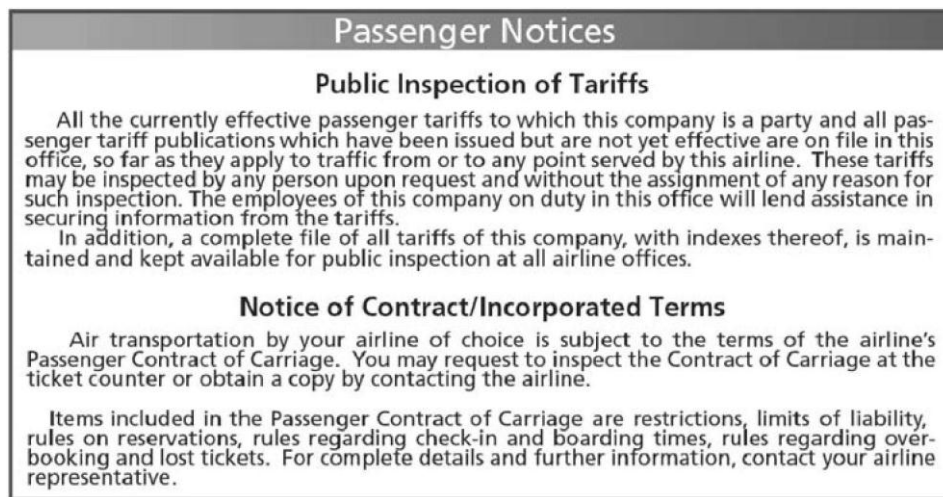 Passenger Notices
Public Inspection of Tariffs
All the currently effective passenger tariffs to which this company is a party and all pas-
senger tariff publications which have been issued but are not yet effective are on file in this
office, so far as they apply to traffic from or to any point served by this airline. These tariffs
may be inspected by any person upon request and without the assignment of any reason for
such inspection. The employees of this company on duty in this office will lend assistance in
securing information from the tariffs.
In addition, a complete file of all tariffs of this company, with indexes thereof, is main-
tained and kept available for public inspection at all airline offices.
Notice of Contract/Incorporated Terms
Air transportation by your airline of choice is subject to the terms of the airline's
Passenger Contract of Carriage. You may request to inspect the Contract of Carriage at the
ticket counter or obtain a copy by contacting the airline.
Items included in the Passenger Contract of Carriage are restrictions, limits of liability,
rules on reservations, rules regarding check-in and boarding times, rules regarding over-
booking and lost tickets. For complete details and further information, contact your airline
representative.